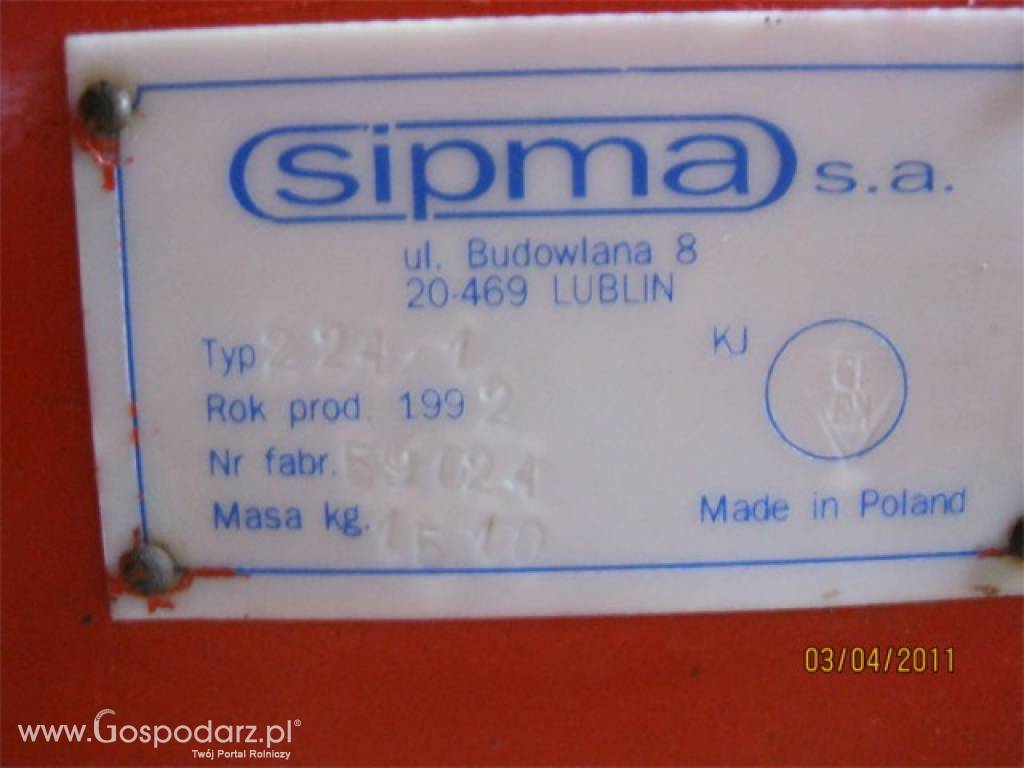 sipma s.a.
ul. Budowlana 8
20-469 LUBLIN
Typ 224/1
KJ
Rok prod. 1992
Nr fabr. 59024
Masa kg. 1510
Made in Poland
03/04/2011
www.Gospodarz.pl®
Twój Portal Rolniczy